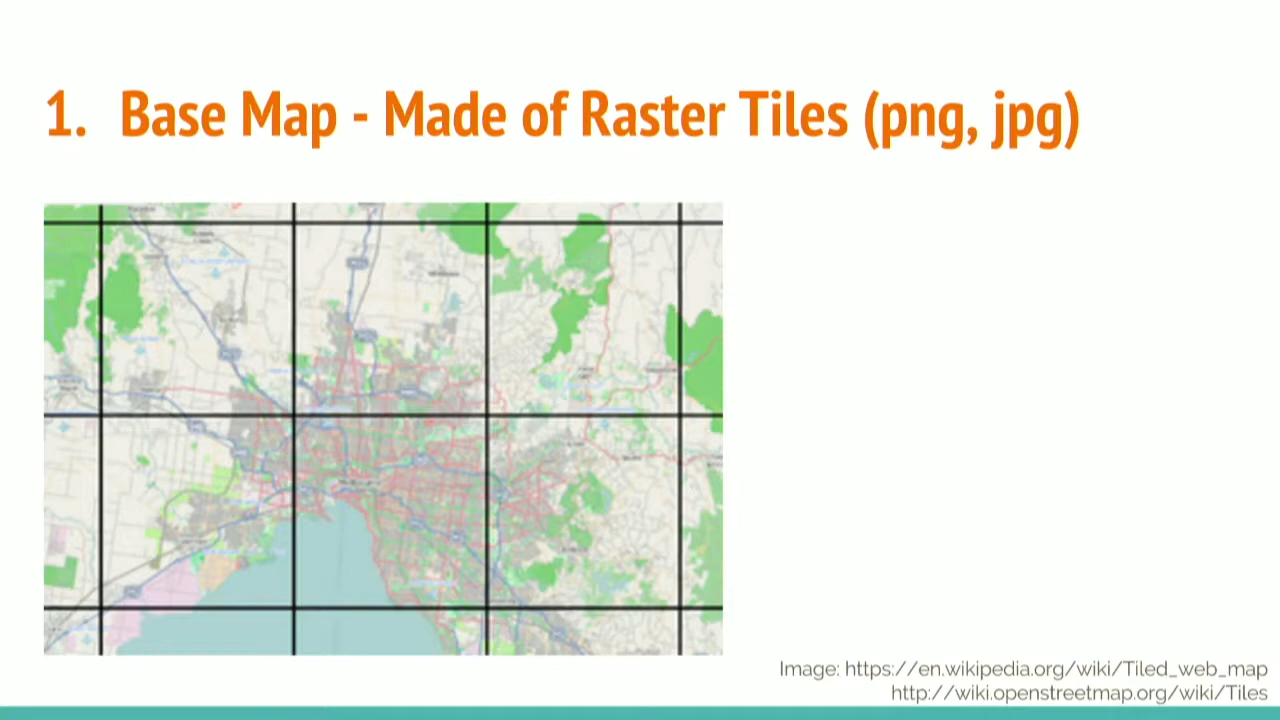 1. Base Map - Made of Raster Tiles (png, jpg)
Image: https://en.wikipedia.org/wiki/Tiled_web_map
http://wiki.openstreetmap.org/wiki/Tiles